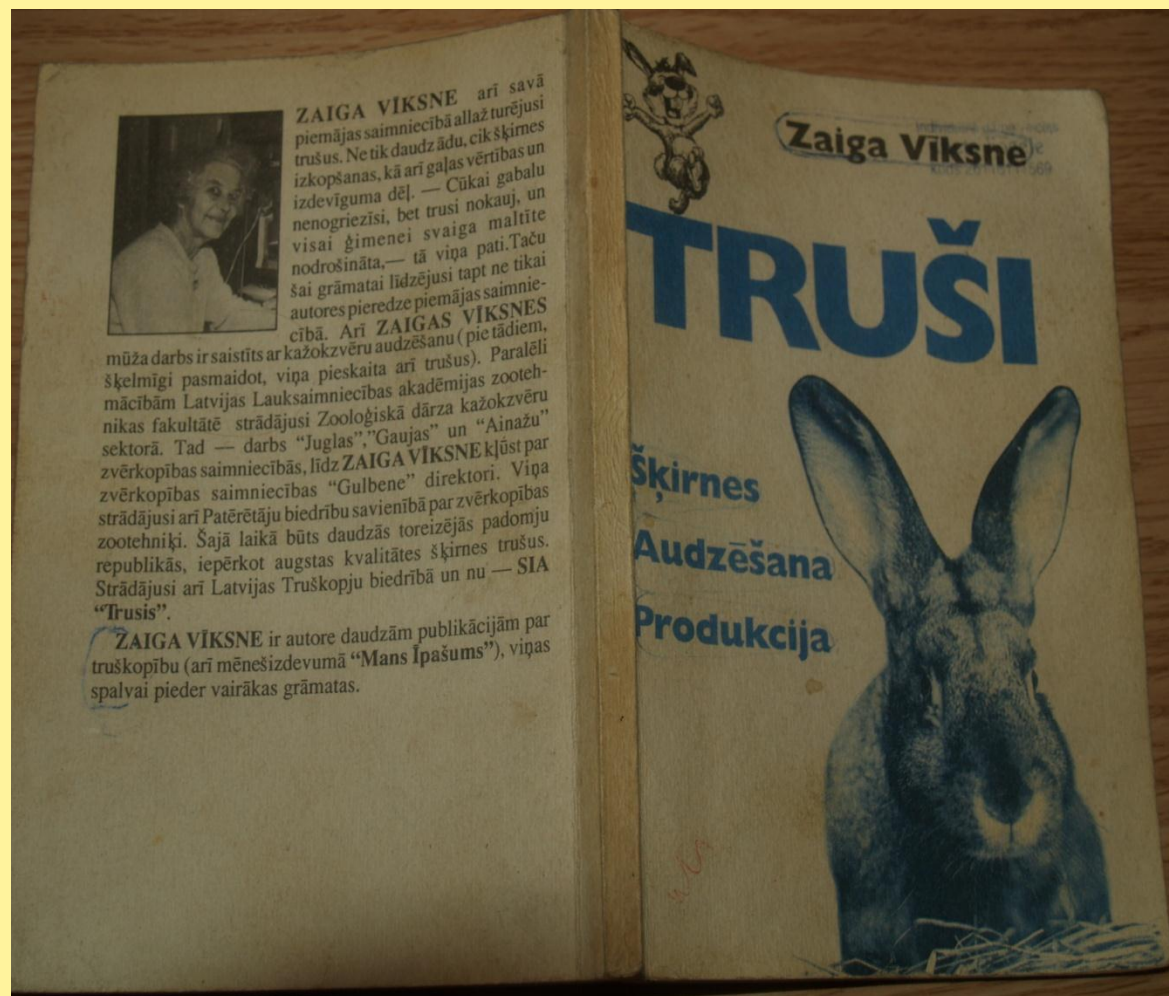 ZAIGA VĪKSNE arī savā
piemājas saimniecībā allaž turējusi
trušus. Ne tik daudz ādu, cik šķirnes
izkopšanas, kā arī gaļas vērtības un
izdevīguma dēļ. — Cūkai gabalu
nenogriezīsi, bet trusi nokauj, un
visai ģimenei svaiga maltīte
nodrošināta,— tā viņa pati.Taču
šai grāmatai līdzējusi tapt ne tikai
autores pieredze piemājas saimnie-
cībā. Arī ZAIGAS VĪKSNES
mūža darbs ir saistīts ar kažokzvēru audzēšanu ( pie tādiem,
šķelmīgi pasmaidot, viņa pieskaita arī trušus). Paralēli
mācībām Latvijas Lauksaimniecības akadēmijas zooteh-
nikas fakultātē strādājusi Zooloģiskā dārza kažokzvēru
sektorā. Tad — darbs “Juglas”,”Gaujas” un “Ainažu”
zvērkopības saimniecībās, līdz ZAIGA VĪKSNE kļūst par
zvērkopības saimniecības “Gulbene” direktori. Viņa
strādājusi arī Patērētāju biedrību savienībā par zvērkopības
zootehniķi. Šajā laikā būts daudzās toreizējās padomju
republikās, iepērkot augstas kvalitātes šķirnes trušus.
Strādājusi arī Latvijas Truškopju biedrībā un nu — SIA
“Trusis”.
ZAIGA VĪKSNE ir autore daudzām publikācijām par
truškopību (arī mēnešizdevumā “Mans Īpašums”), viņas
spalvai pieder vairākas grāmatas.
Zaiga Vīksne
TRUŠI
Šķirnes
Audzēšana
Produkcija